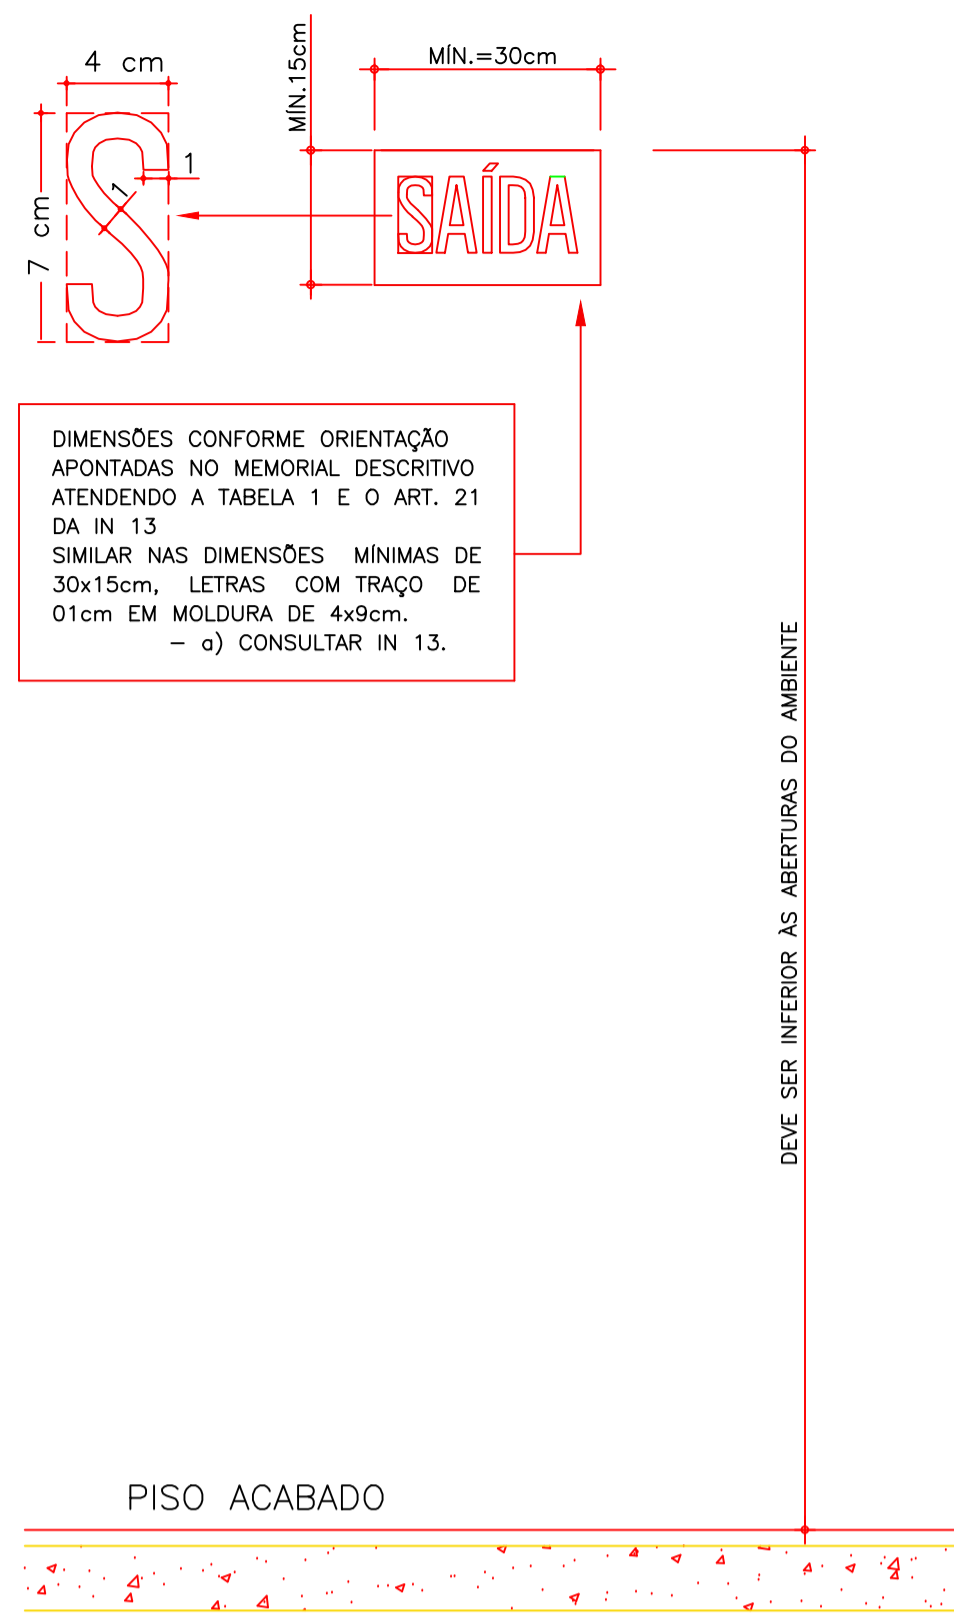 4 cm
7 cm
1
1
MÍN.15cm
MÍN.=30cm
SAÍDA
DIMENSÕES CONFORME ORIENTAÇÃO
APONTADAS NO MEMORIAL DESCRITIVO
ATENDENDO A TABELA 1 E O ART. 21
DA IN 13
SIMILAR NAS DIMENSÕES MÍNIMAS DE
30x15cm, LETRAS COM TRAÇO DE
01cm EM MOLDURA DE 4x9cm.
– a) CONSULTAR IN 13.
DEVE SER INFERIOR ÀS ABERTURAS DO AMBIENTE
PISO ACABADO